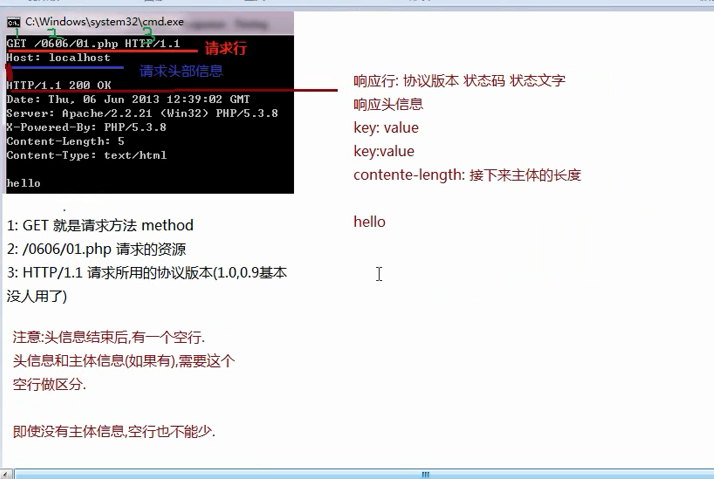 C:\Windows\system32\cmd.exe
1 2 3
GET /0606/01.php HTTP/1.1
请求行
Host: localhost
请求头部信息
HTTP/1.1 200 OK
Date: Thu, 06 Jun 2013 12:39:02 GMT
Server: Apache/2.2.21 (Win32) PHP/5.3.8
X-Powered-By: PHP/5.3.8
Content-Length: 5
Content-Type: text/html
hello
1: GET 就是请求方法 method
2: /0606/01.php 请求的资源
3: HTTP/1.1 请求所用的协议版本(1.0,0.9基本
没人用了)
注意:头信息结束后,有一个空行.
头信息和主体信息(如果有),需要这个
空行做区分.
即使没有主体信息,空行也不能少.
响应行: 协议版本 状态码 状态文字
响应头信息
key: value
key:value
contente-length: 接下来主体的长度
hello